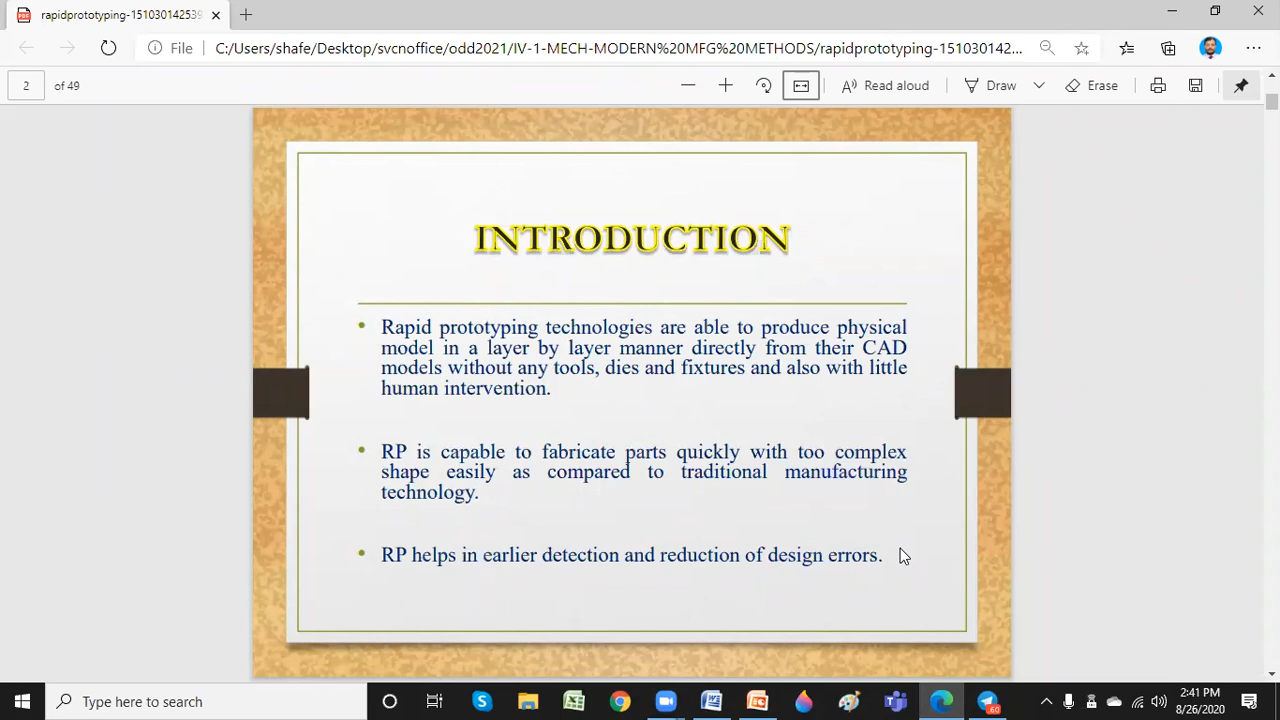 rapidprototyping-151030142539
File
C:/Users/shafe/Desktop/svcnoffice/odd2021/IV-1-MECH-MODERN%20MFG%20METHODS/rapidprototyping-151030142...
2 of 49
Read aloud
Draw
Erase
INTRODUCTION
• Rapid prototyping technologies are able to produce physical
model in a layer by layer manner directly from their CAD
models without any tools, dies and fixtures and also with little
human intervention.
• RP is capable to fabricate parts quickly with too complex
shape easily as compared to traditional manufacturing
technology.
• RP helps in earlier detection and reduction of design errors.
Type here to search
60
2:41 PM
8/26/2020